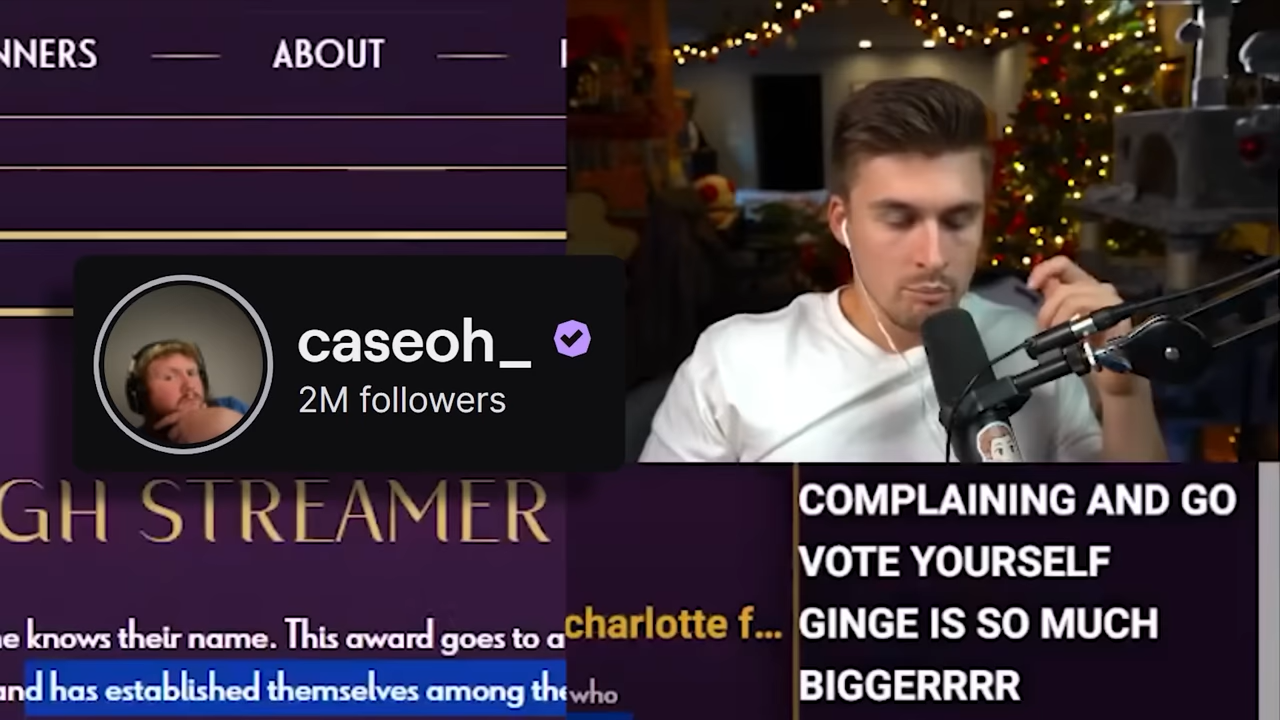 NNERS — ABOUT —
caseoh_
2M followers
GH STREAMER
e knows their name. This award goes to a
and has established themselves among the
charlotte f...
who
COMPLAINING AND GO
VOTE YOURSELF
GINGE IS SO MUCH
BIGGERRRR